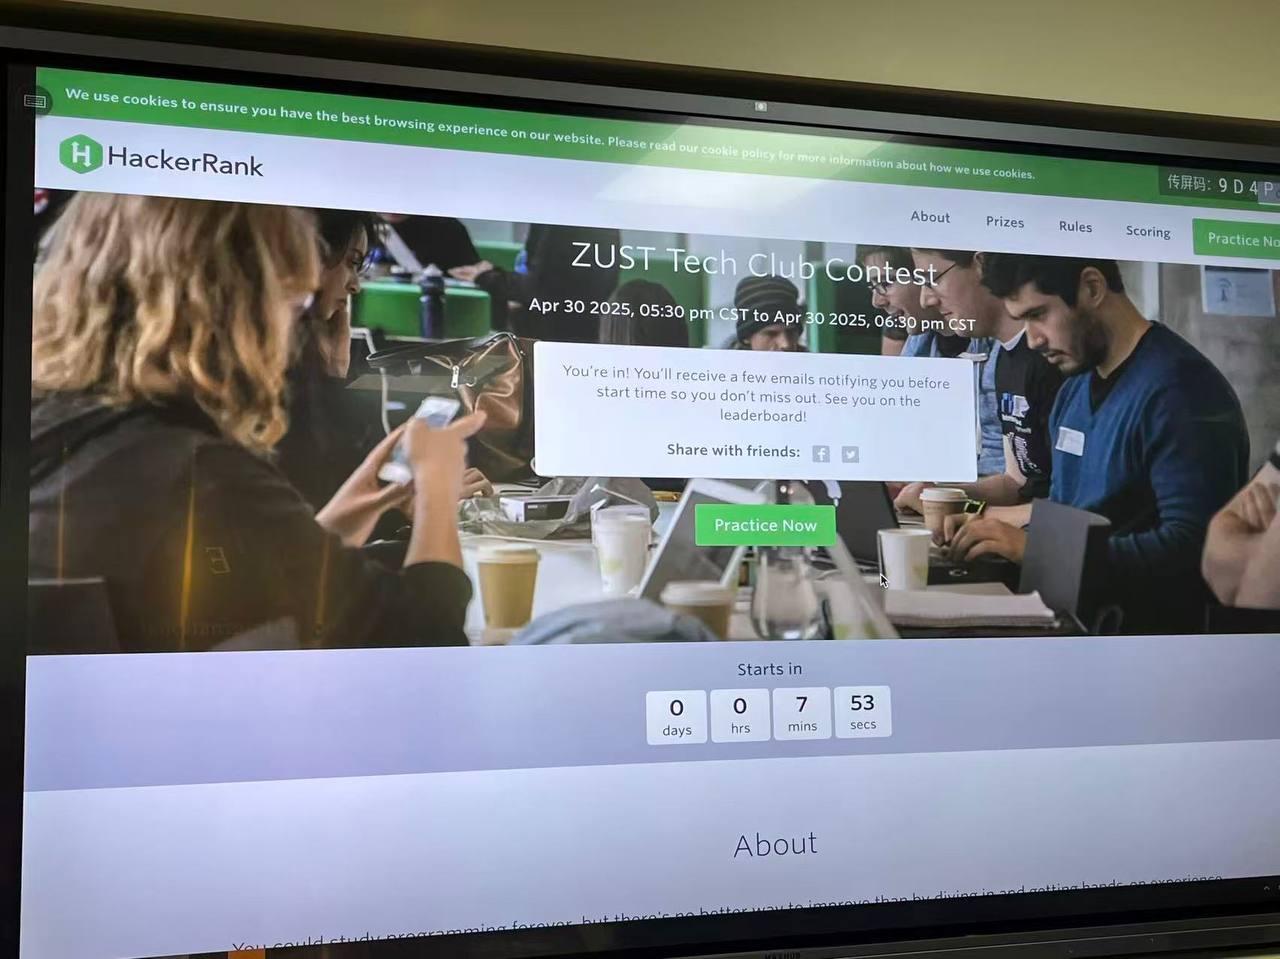 We use cookies to ensure you have the best browsing experience on our website. Please read our cookie policy for more information about how we use cookies.
传屏码: 9 D 4 P
H HackerRank
About Prizes Rules Scoring Practice No
ZUST Tech Club Contest
Apr 30 2025, 05:30 pm CST to Apr 30 2025, 06:30 pm CST
You're in! You'll receive a few emails notifying you before
start time so you don't miss out. See you on the
leaderboard!
Share with friends:
Practice Now
Starts in
0 0 7 53
days hrs mins secs
About
You could study programming forever, but there's no better way to improve than by diving in and getting hands-on experience